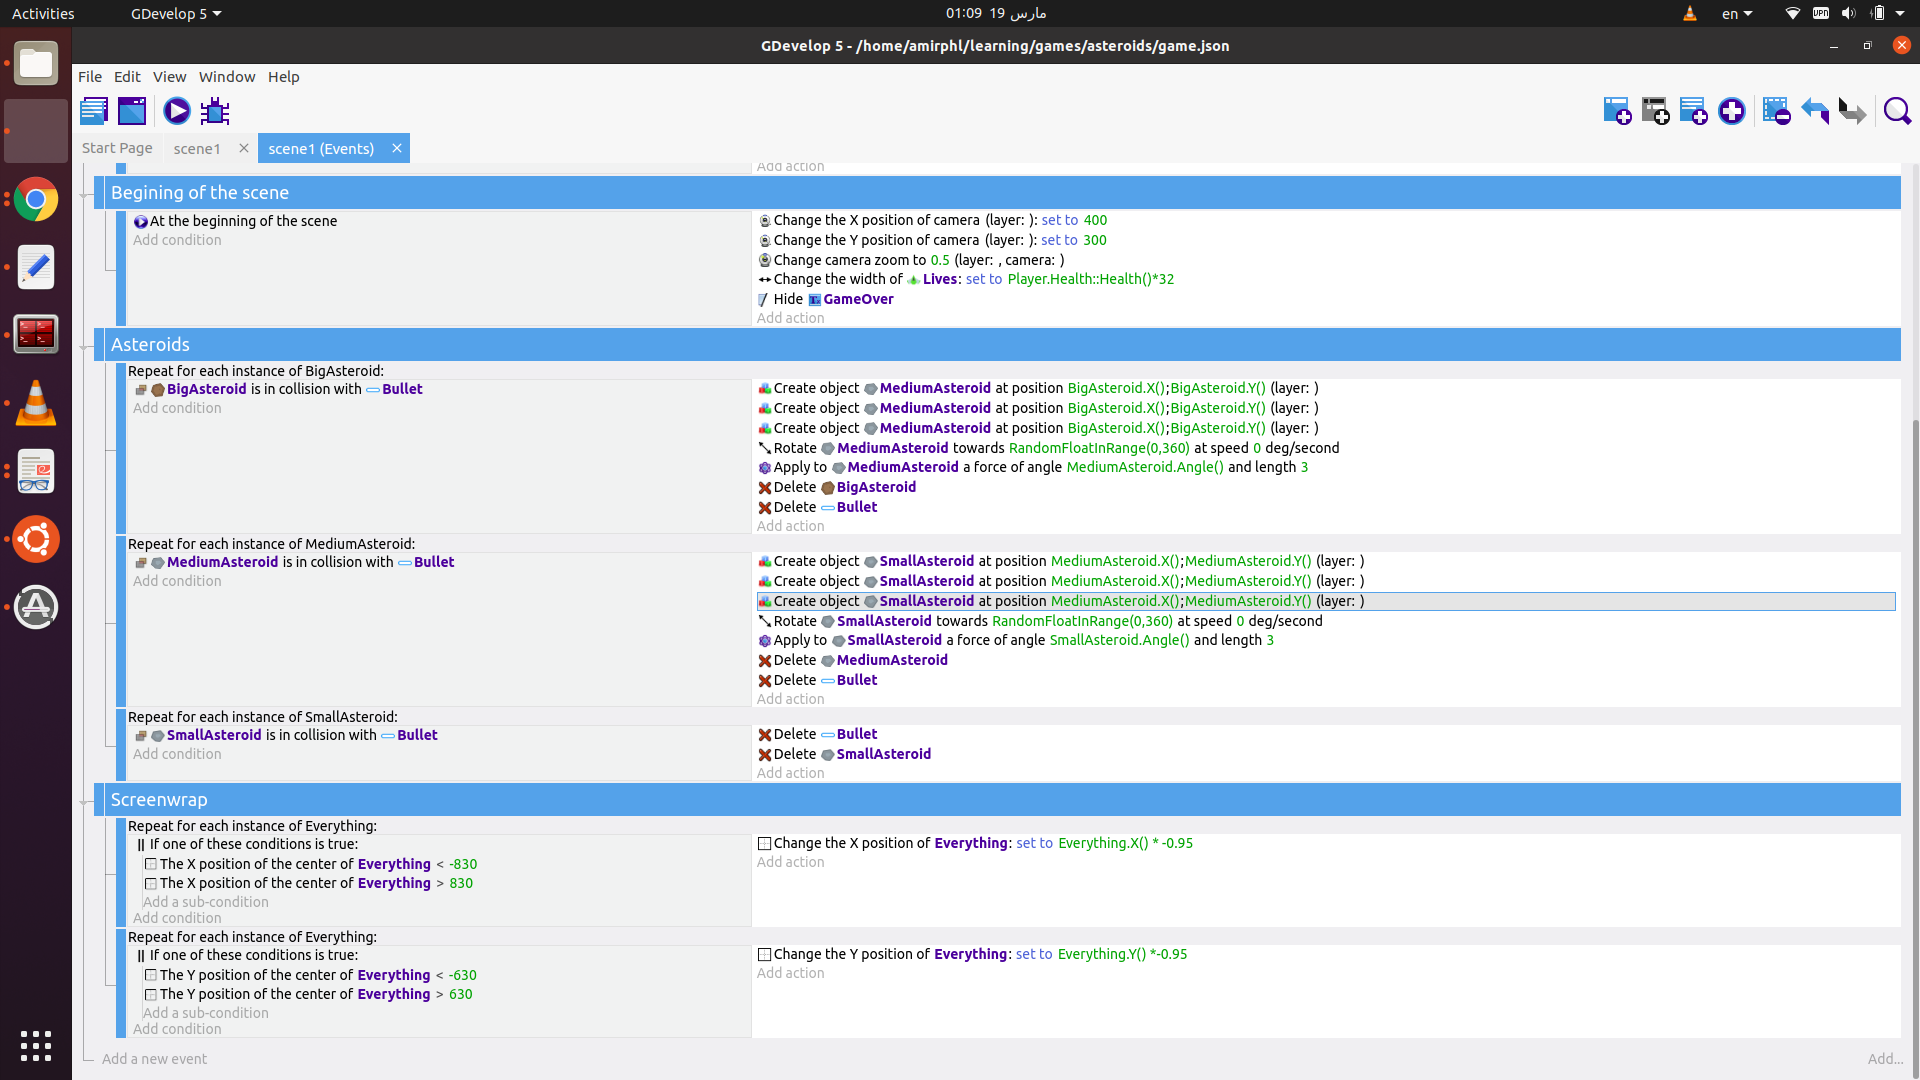 Activities
GDevelop 5
01:09 19 مارس
en
VPN
GDevelop 5 - /home/amirphl/learning/games/asteroids/game.json
File Edit View Window Help
Start Page
scene1
scene1 (Events)
Add action
Begining of the scene
At the beginning of the scene
Add condition
Change the X position of camera (layer: ): set to 400
Change the Y position of camera (layer: ): set to 300
Change camera zoom to 0.5 (layer: , camera: )
Change the width of Lives: set to Player.Health::Health()*32
Hide GameOver
Add action
Asteroids
Repeat for each instance of BigAsteroid:
BigAsteroid is in collision with Bullet
Add condition
Create object MediumAsteroid at position BigAsteroid.X();BigAsteroid.Y() (layer: )
Create object MediumAsteroid at position BigAsteroid.X();BigAsteroid.Y() (layer: )
Create object MediumAsteroid at position BigAsteroid.X();BigAsteroid.Y() (layer: )
Rotate MediumAsteroid towards RandomFloatInRange(0,360) at speed 0 deg/second
Apply to MediumAsteroid a force of angle MediumAsteroid.Angle() and length 3
Delete BigAsteroid
Delete Bullet
Add action
Repeat for each instance of MediumAsteroid:
MediumAsteroid is in collision with Bullet
Add condition
Create object SmallAsteroid at position MediumAsteroid.X();MediumAsteroid.Y() (layer: )
Create object SmallAsteroid at position MediumAsteroid.X();MediumAsteroid.Y() (layer: )
Create object SmallAsteroid at position MediumAsteroid.X();MediumAsteroid.Y() (layer: )
Rotate SmallAsteroid towards RandomFloatInRange(0,360) at speed 0 deg/second
Apply to SmallAsteroid a force of angle SmallAsteroid.Angle() and length 3
Delete MediumAsteroid
Delete Bullet
Add action
Repeat for each instance of SmallAsteroid:
SmallAsteroid is in collision with Bullet
Add condition
Delete Bullet
Delete SmallAsteroid
Add action
Screenwrap
Repeat for each instance of Everything:
If one of these conditions is true:
The X position of the center of Everything < -830
The X position of the center of Everything > 830
Add a sub-condition
Add condition
Change the X position of Everything: set to Everything.X() * -0.95
Add action
Repeat for each instance of Everything:
If one of these conditions is true:
The Y position of the center of Everything < -630
The Y position of the center of Everything > 630
Add a sub-condition
Add condition
Change the Y position of Everything: set to Everything.Y() *-0.95
Add action
Add a new event
Add...